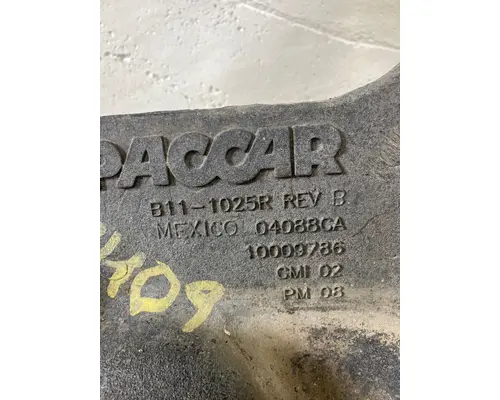 PACCAR
B11-1025R REV B
MEXICO 04088CA
10009786
CMI 02
PM 08